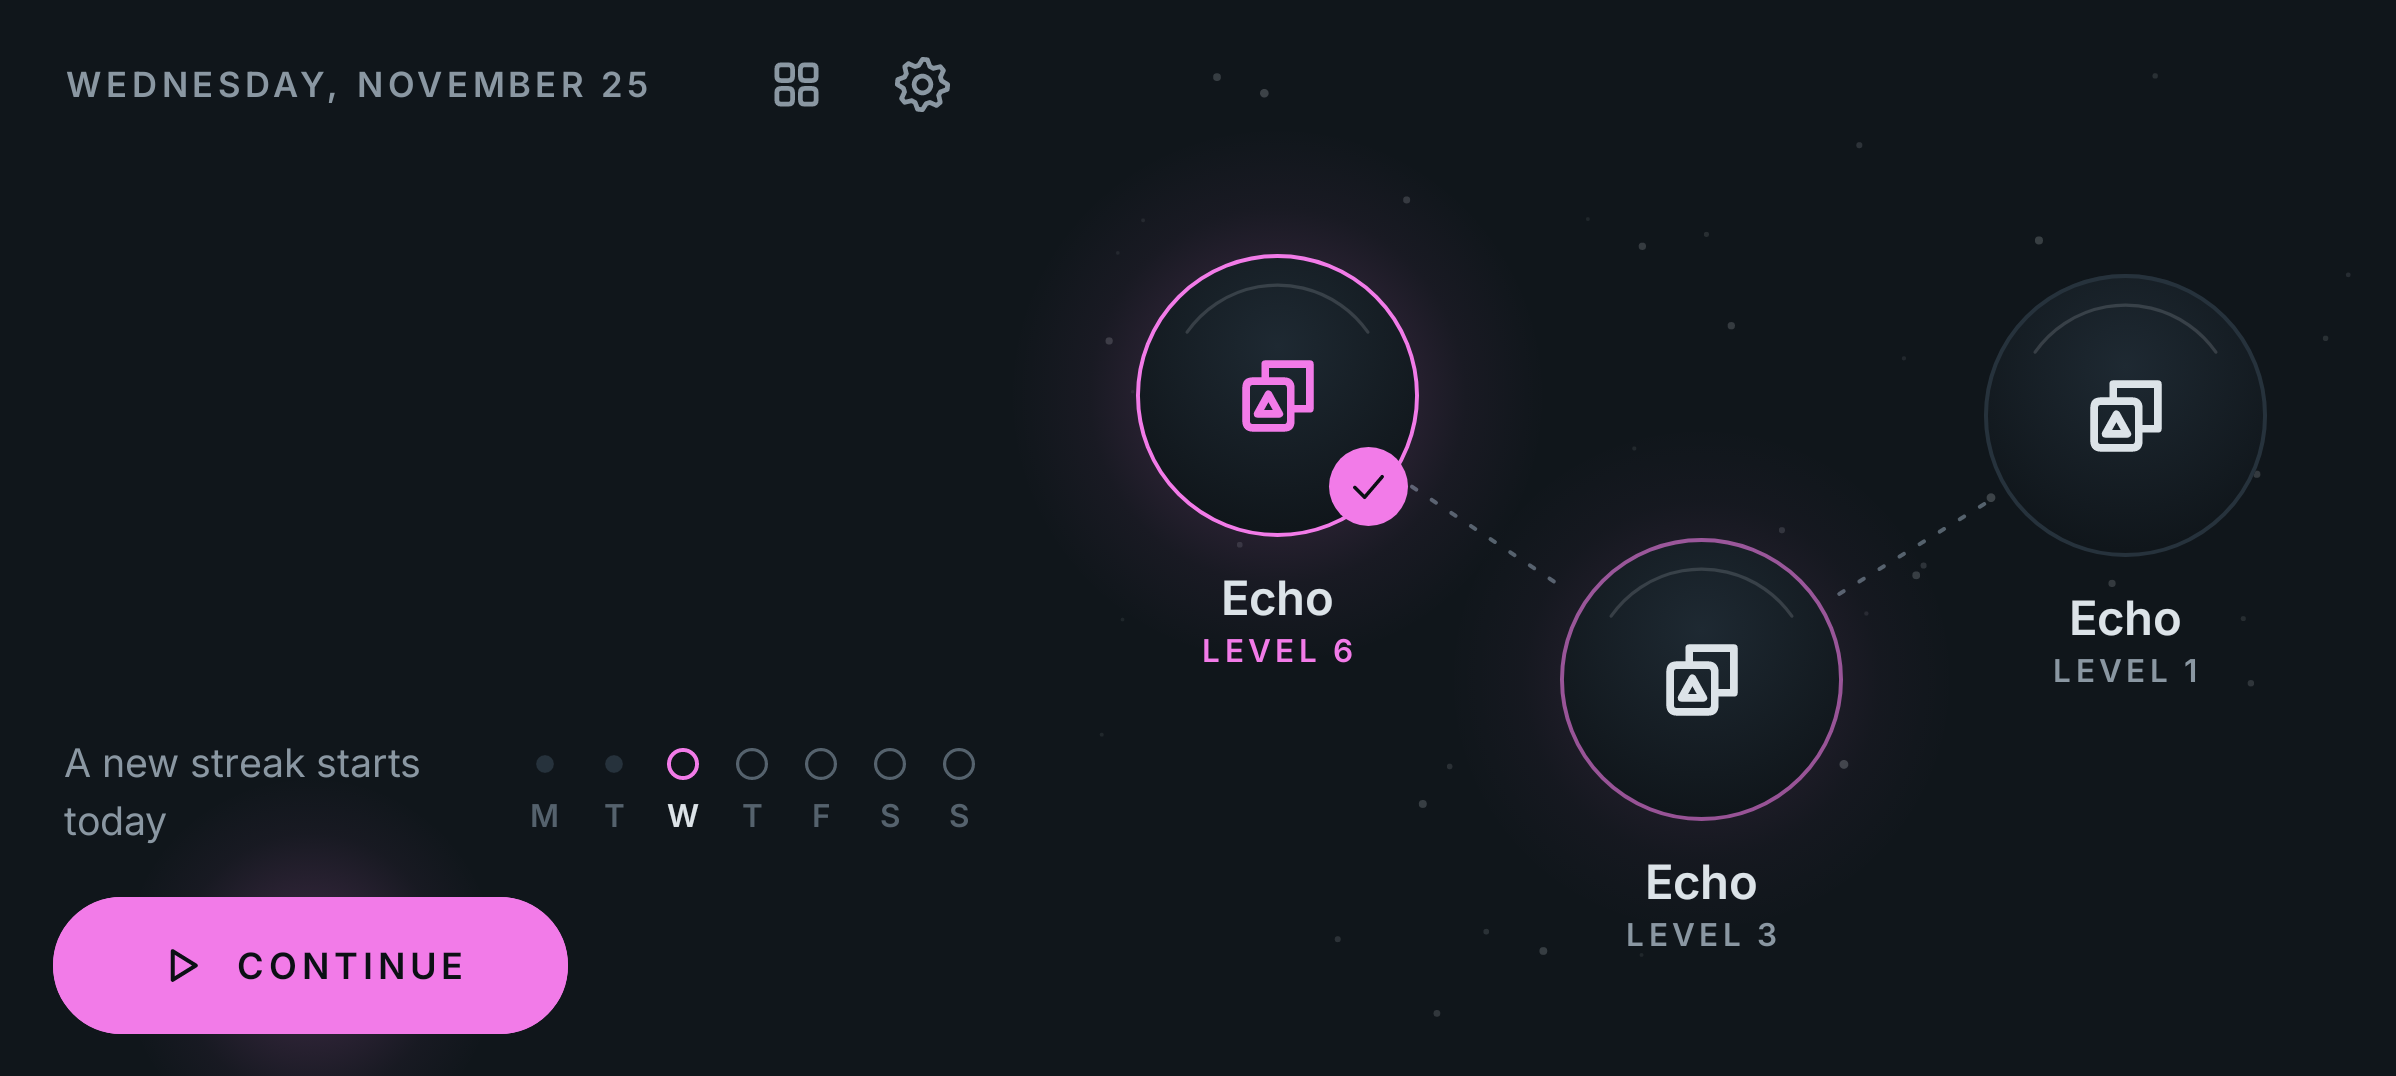 WEDNESDAY, NOVEMBER 25
Echo
LEVEL 6
Echo
LEVEL 3
Echo
LEVEL 1
A new streak starts
today
M T W T F S S
CONTINUE